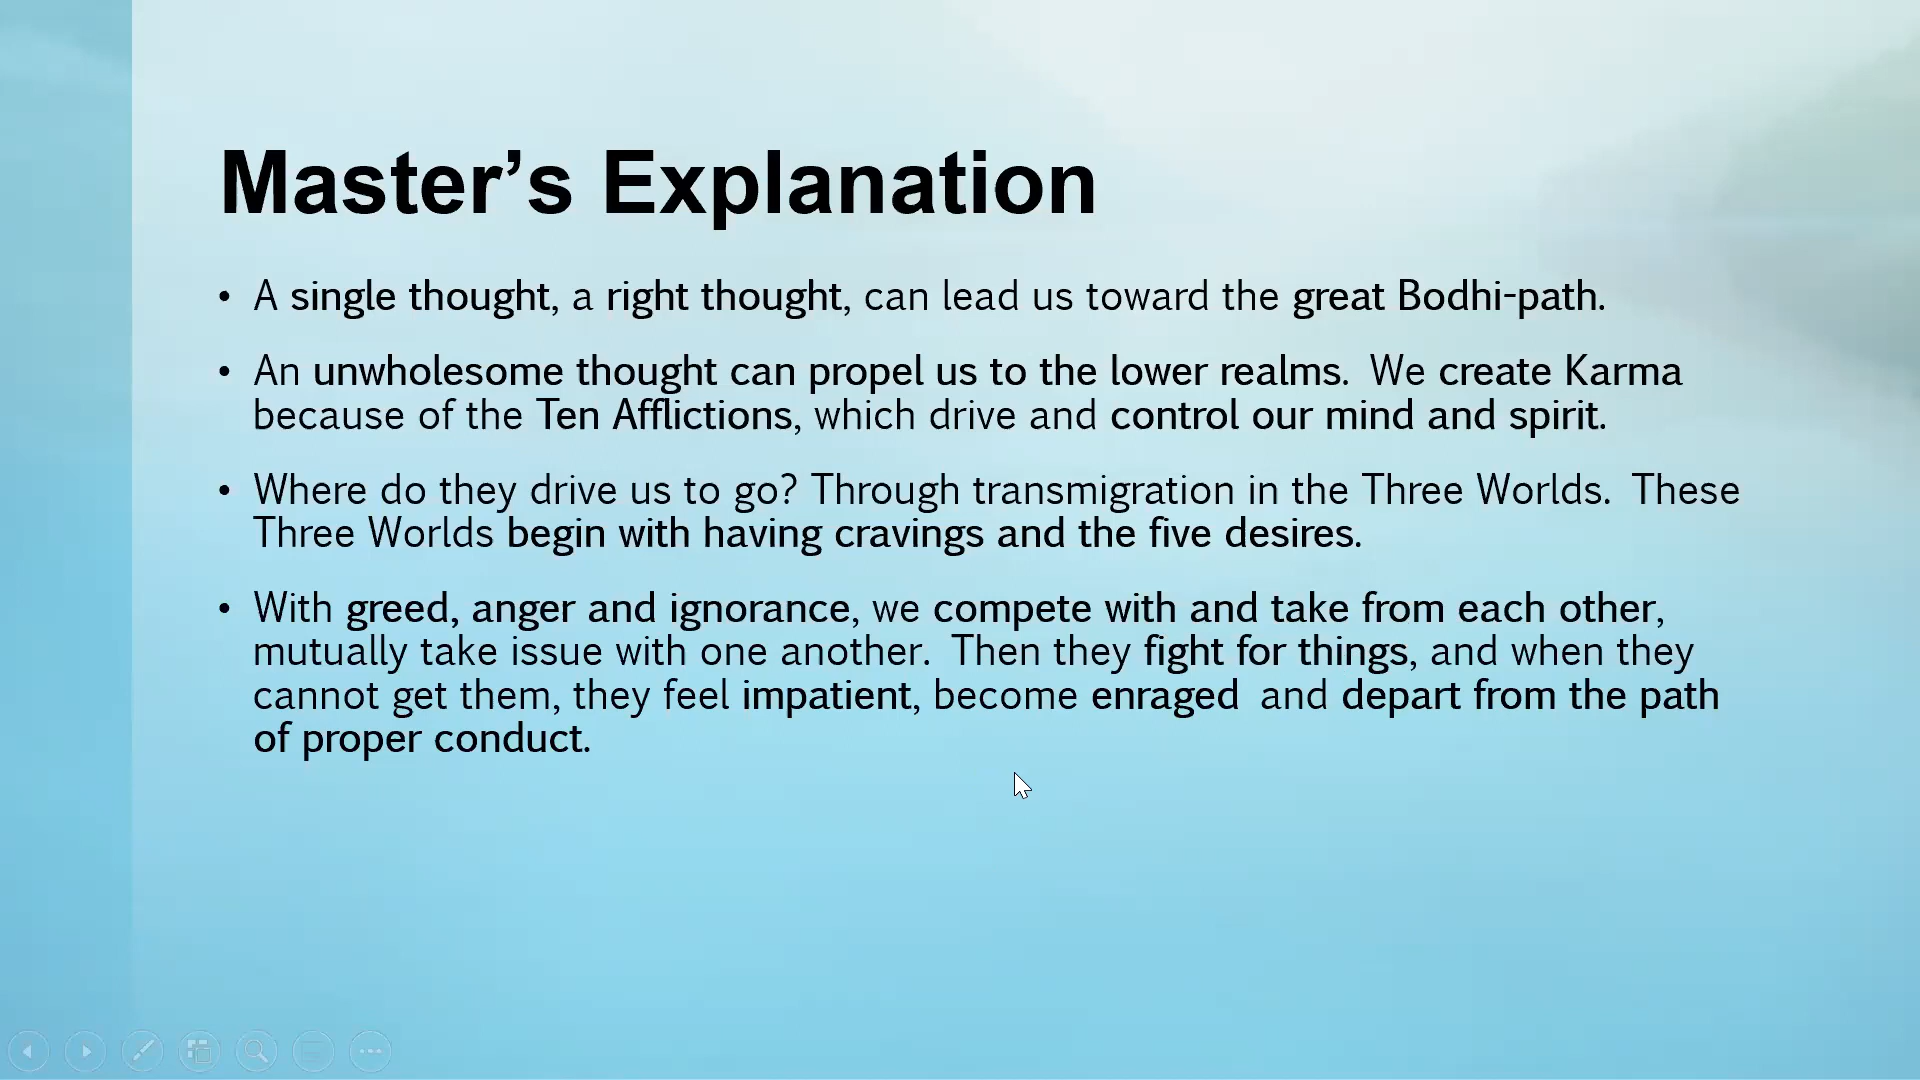 Master’s Explanation
• A single thought, a right thought, can lead us toward the great Bodhi-path.
• An unwholesome thought can propel us to the lower realms.  We create Karma
because of the Ten Afflictions, which drive and control our mind and spirit.
• Where do they drive us to go? Through transmigration in the Three Worlds.  These
Three Worlds begin with having cravings and the five desires.
• With greed, anger and ignorance, we compete with and take from each other,
mutually take issue with one another.  Then they fight for things, and when they
cannot get them, they feel impatient, become enraged  and depart from the path
of proper conduct.